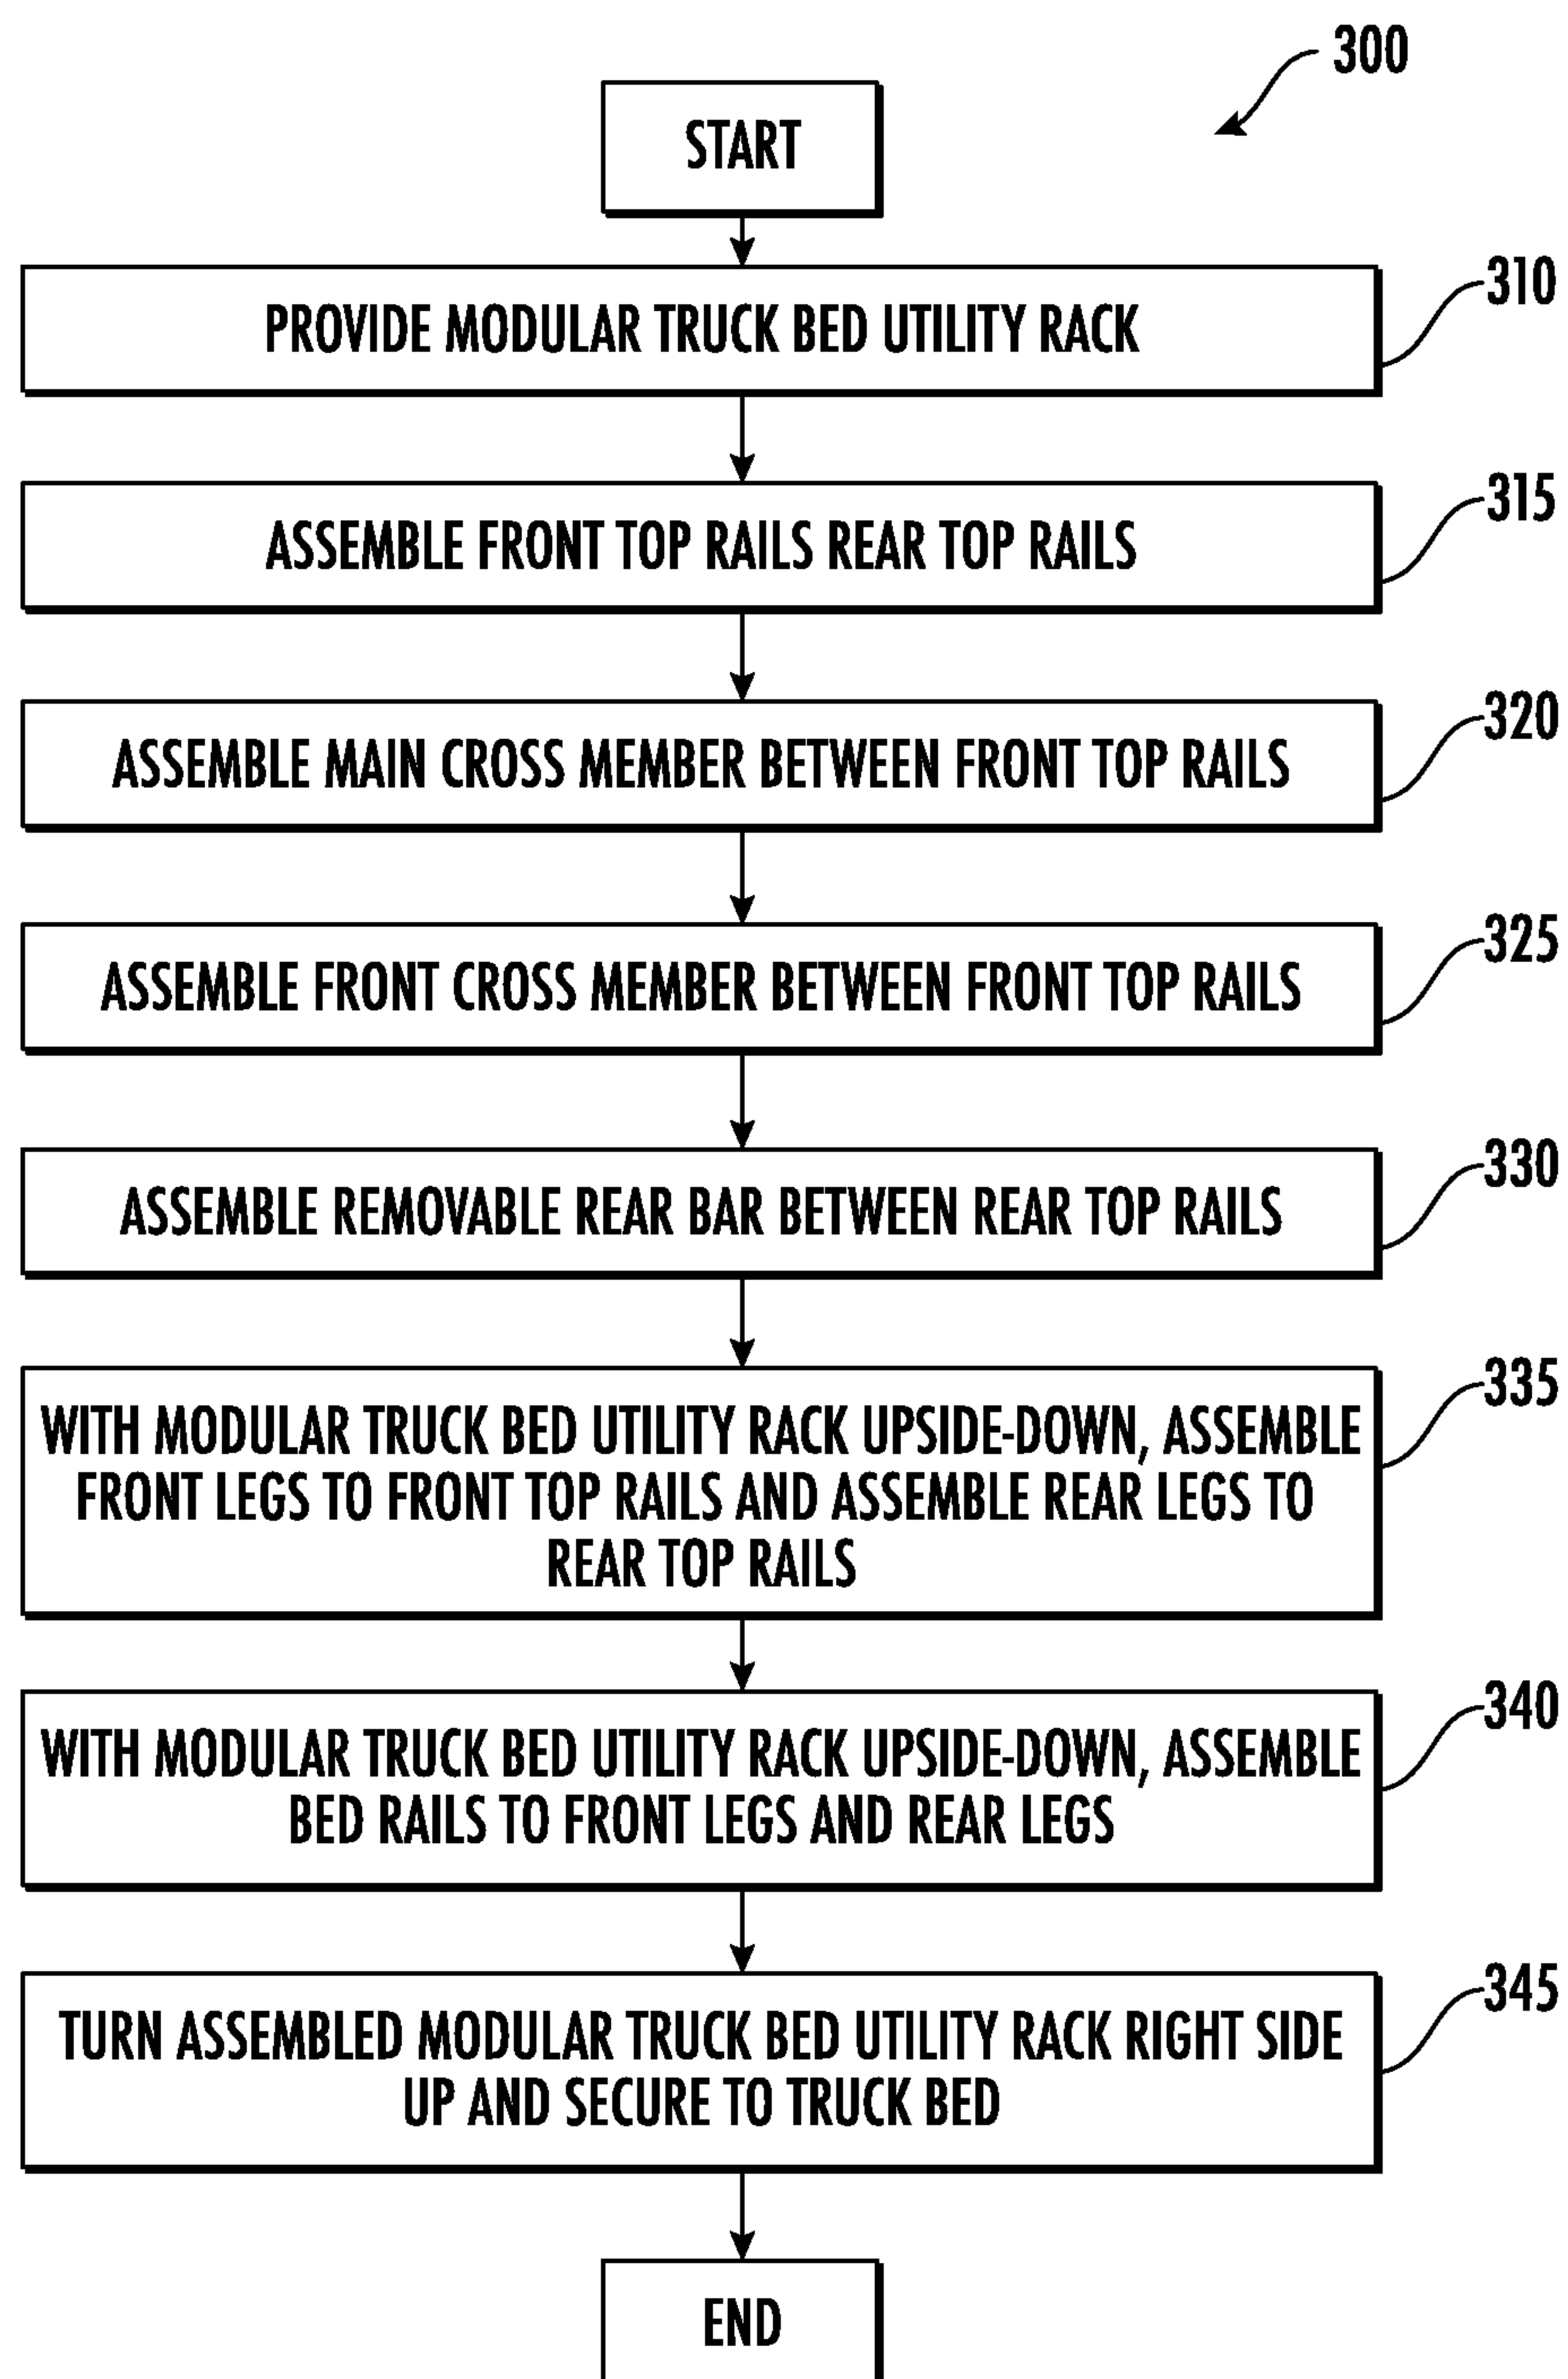 300
START
310
PROVIDE MODULAR TRUCK BED UTILITY RACK
315
ASSEMBLE FRONT TOP RAILS REAR TOP RAILS
320
ASSEMBLE MAIN CROSS MEMBER BETWEEN FRONT TOP RAILS
325
ASSEMBLE FRONT CROSS MEMBER BETWEEN FRONT TOP RAILS
330
ASSEMBLE REMOVABLE REAR BAR BETWEEN REAR TOP RAILS
335
WITH MODULAR TRUCK BED UTILITY RACK UPSIDE-DOWN, ASSEMBLE
FRONT LEGS TO FRONT TOP RAILS AND ASSEMBLE REAR LEGS TO
REAR TOP RAILS
340
WITH MODULAR TRUCK BED UTILITY RACK UPSIDE-DOWN, ASSEMBLE
BED RAILS TO FRONT LEGS AND REAR LEGS
345
TURN ASSEMBLED MODULAR TRUCK BED UTILITY RACK RIGHT SIDE
UP AND SECURE TO TRUCK BED
END